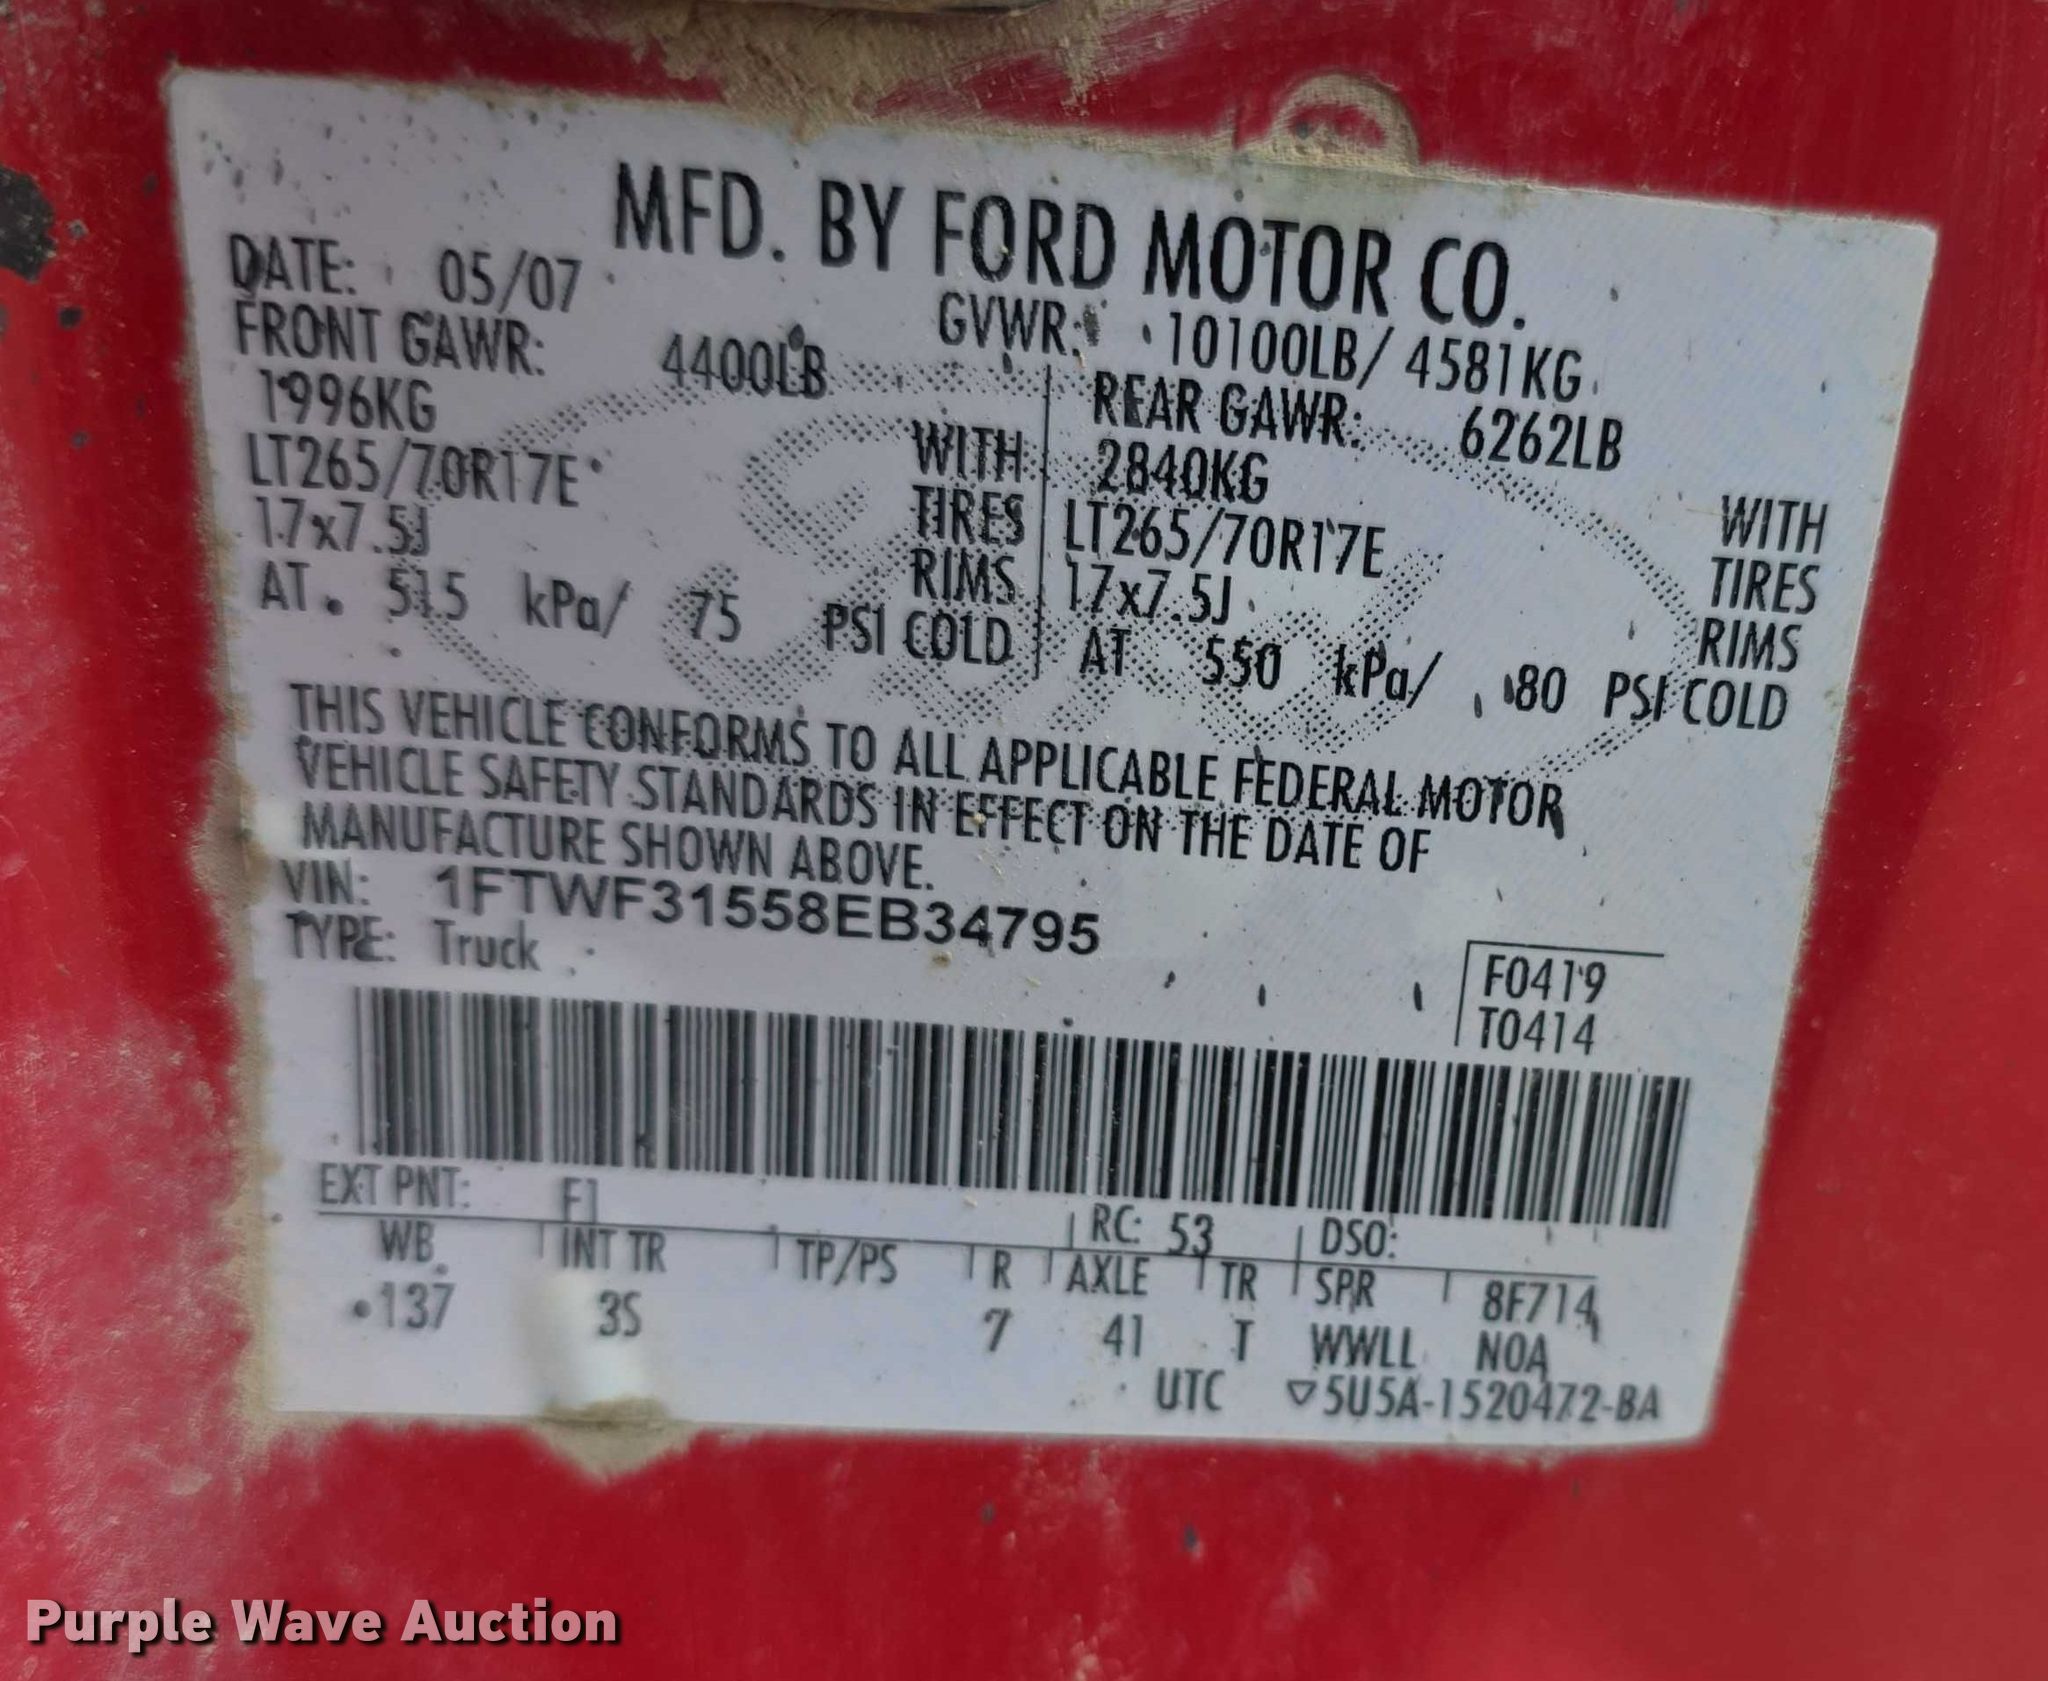 MFD. BY FORD MOTOR CO.
DATE: 05/07
GVWR: 10100LB/ 4581KG
FRONT GAWR: 4400LB
1996KG WITH
LT265/70R17E TIRES
17x7.5J RIMS
AT 515 kPa/ 75 PSI COLD
REAR GAWR: 6262LB
2840KG WITH
LT265/70R17E TIRES
17x7.5J RIMS
AT 550 kPa/ 80 PSI COLD
THIS VEHICLE CONFORMS TO ALL APPLICABLE FEDERAL MOTOR
VEHICLE SAFETY STANDARDS IN EFFECT ON THE DATE OF
MANUFACTURE SHOWN ABOVE.
VIN: 1FTWF31558EB34795
TYPE: Truck
F0419
T0414
EXT PNT: F1 RC: 53 DSO:
WB INT TR TP/PS R AXLE TR SPR 8F714
137 3S 7 41 T WWLL NOA
UTC ▽5U5A-1520472-BA
Purple Wave Auction